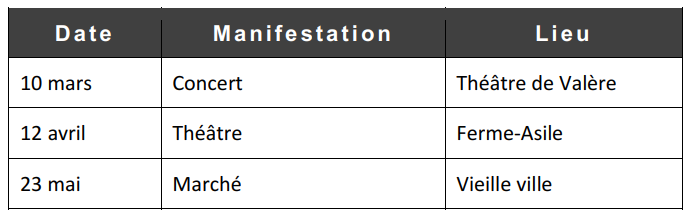 Date Manifestation Lieu
10 mars Concert Théâtre de Valère
12 avril Théâtre Ferme-Asile
23 mai Marché Vieille ville